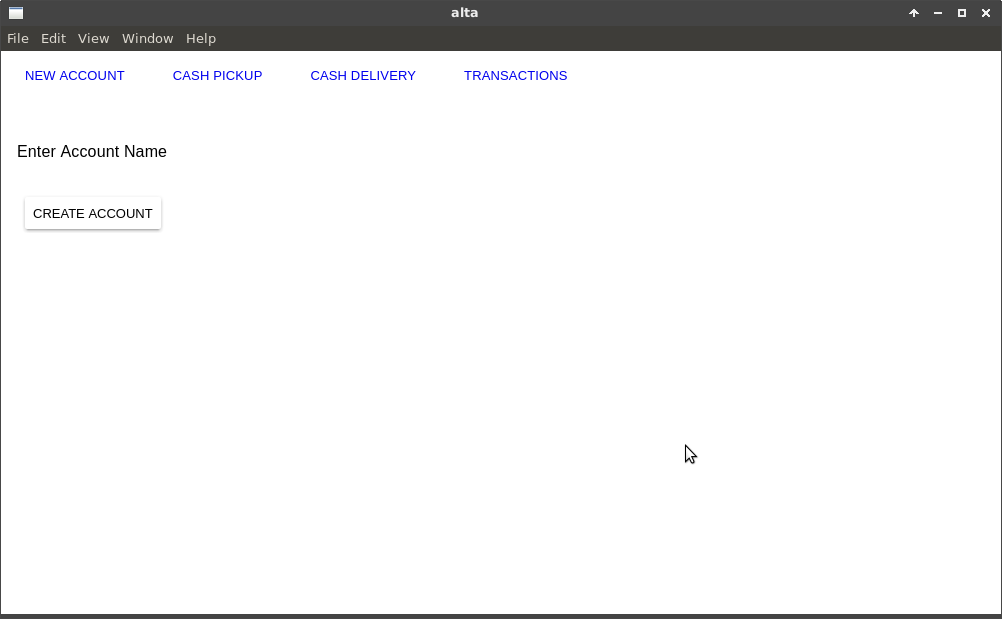 alta
File Edit View Window Help
NEW ACCOUNT CASH PICKUP CASH DELIVERY TRANSACTIONS
Enter Account Name
CREATE ACCOUNT